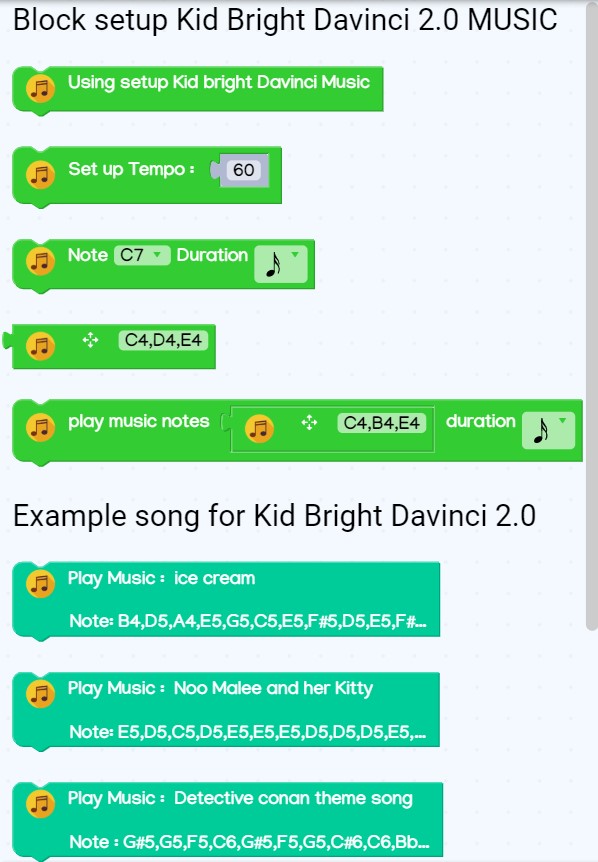 Block setup Kid Bright Davinci 2.0 MUSIC
Using setup Kid bright Davinci Music
Set up Tempo : 60
Note C7 Duration
C4,D4,E4
play music notes C4,B4,E4 duration
Example song for Kid Bright Davinci 2.0
Play Music : ice cream
Note: B4,D5,A4,E5,G5,C5,E5,F#5,D5,E5,F#...
Play Music : Noo Malee and her Kitty
Note: E5,D5,C5,D5,E5,E5,E5,D5,D5,D5,E5,...
Play Music : Detective conan theme song
Note : G#5,G5,F5,C6,G#5,F5,G5,C#6,C6,Bb...